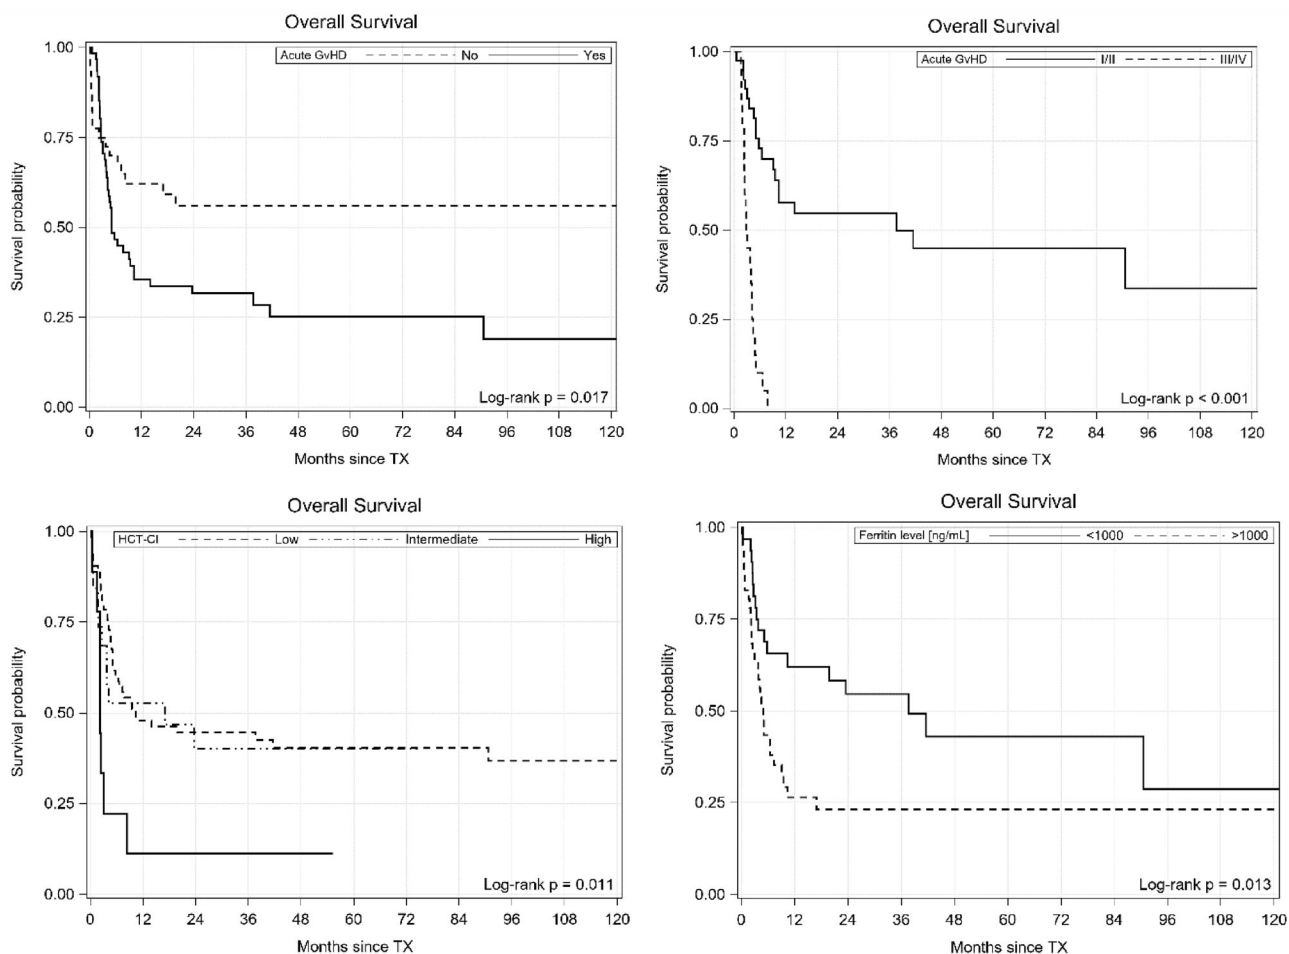 Overall Survival
Acute GvHD No Yes
1.00
0.75
0.50
0.25
0.00
Survival probability
Log-rank p = 0.017
0 12 24 36 48 60 72 84 96 108 120
Months since TX
Overall Survival
Acute GvHD I/II III/IV
1.00
0.75
0.50
0.25
0.00
Survival probability
Log-rank p < 0.001
0 12 24 36 48 60 72 84 96 108 120
Months since TX
Overall Survival
HCT-CI Low Intermediate High
1.00
0.75
0.50
0.25
0.00
Survival probability
Log-rank p = 0.011
0 12 24 36 48 60 72 84 96 108 120
Months since TX
Overall Survival
Ferritin level [ng/mL] <1000 >1000
1.00
0.75
0.50
0.25
0.00
Survival probability
Log-rank p = 0.013
0 12 24 36 48 60 72 84 96 108 120
Months since TX